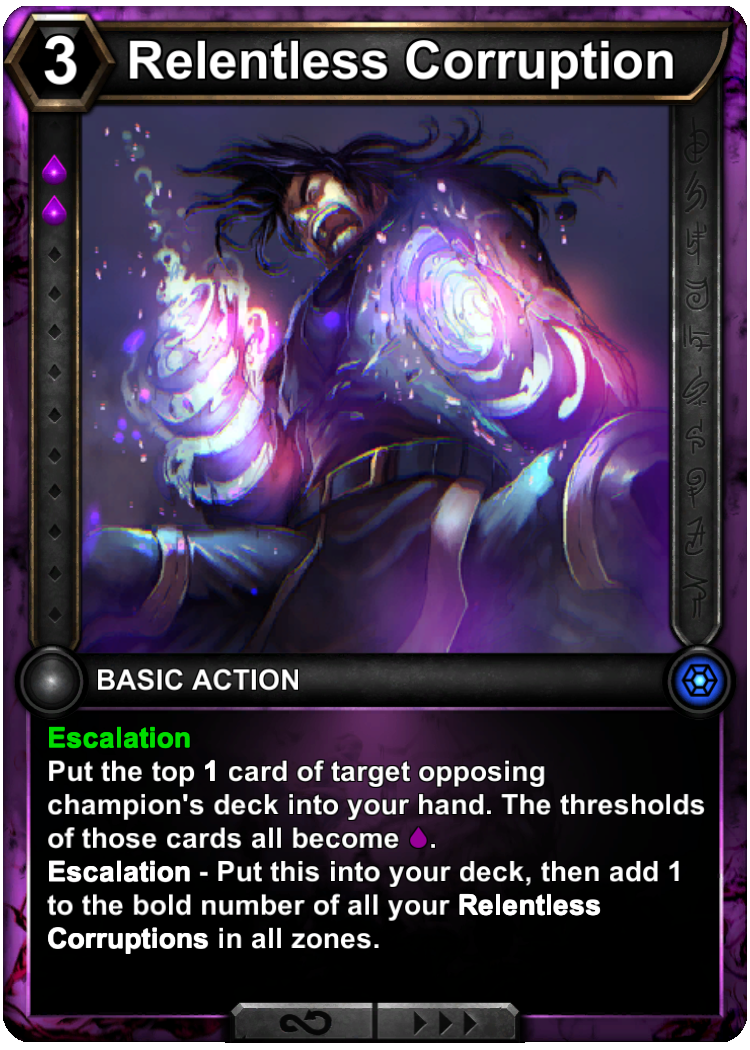 3 Relentless Corruption
BASIC ACTION
Escalation
Put the top 1 card of target opposing
champion's deck into your hand. The thresholds
of those cards all become .
Escalation - Put this into your deck, then add 1
to the bold number of all your Relentless
Corruptions in all zones.